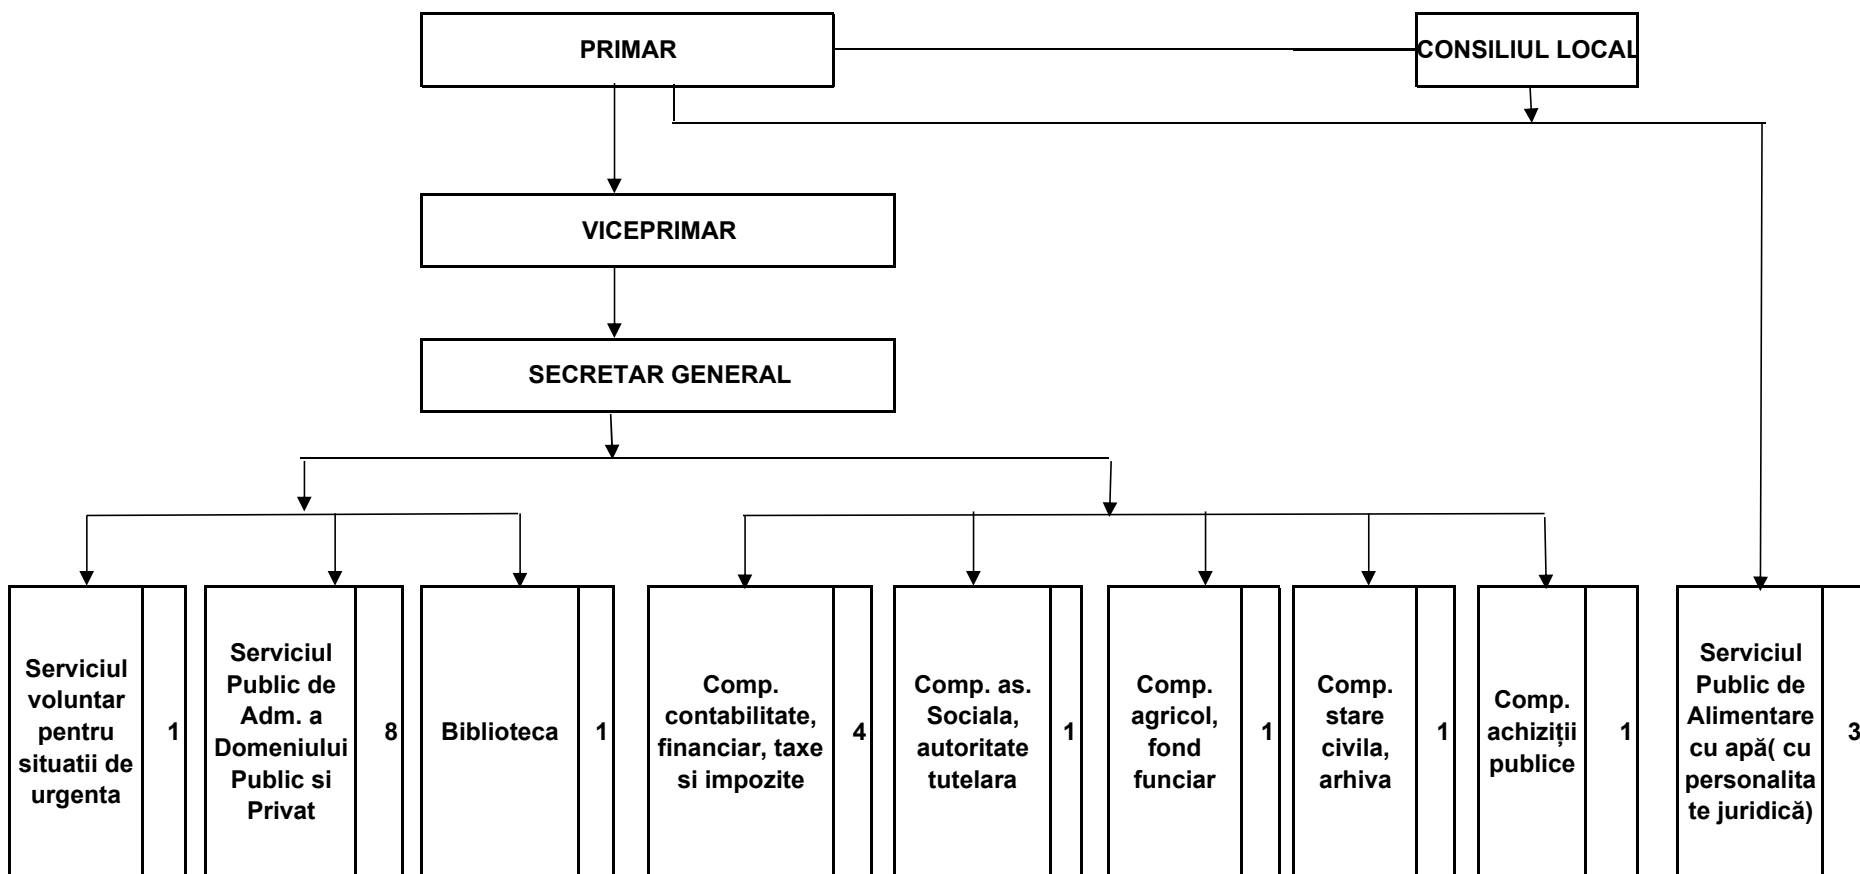 PRIMAR
CONSILIUL LOCAL
VICEPRIMAR
SECRETAR GENERAL
Serviciul
voluntar
pentru
situatii de
urgenta
1
Serviciul
Public de
Adm. a
Domeniului
Public si
Privat
8
Biblioteca
1
Comp.
contabilitate,
financiar, taxe
si impozite
4
Comp. as.
Sociala,
autoritate
tutelara
1
Comp.
agricol,
fond
funciar
1
Comp.
stare
civila,
arhiva
1
Comp.
achiziții
publice
1
Serviciul
Public de
Alimentare
cu apă( cu
personalita
te juridică)
3